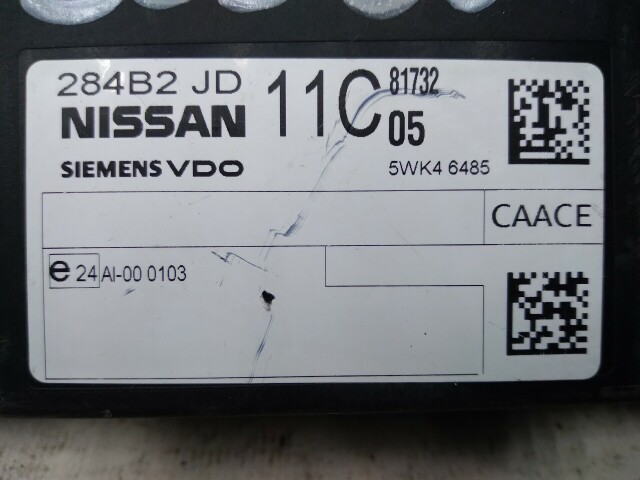 284B2 JD 11C 81732
NISSAN 05
SIEMENS VDO 5WK4 6485
CAACE
e 24 AI-00 0103